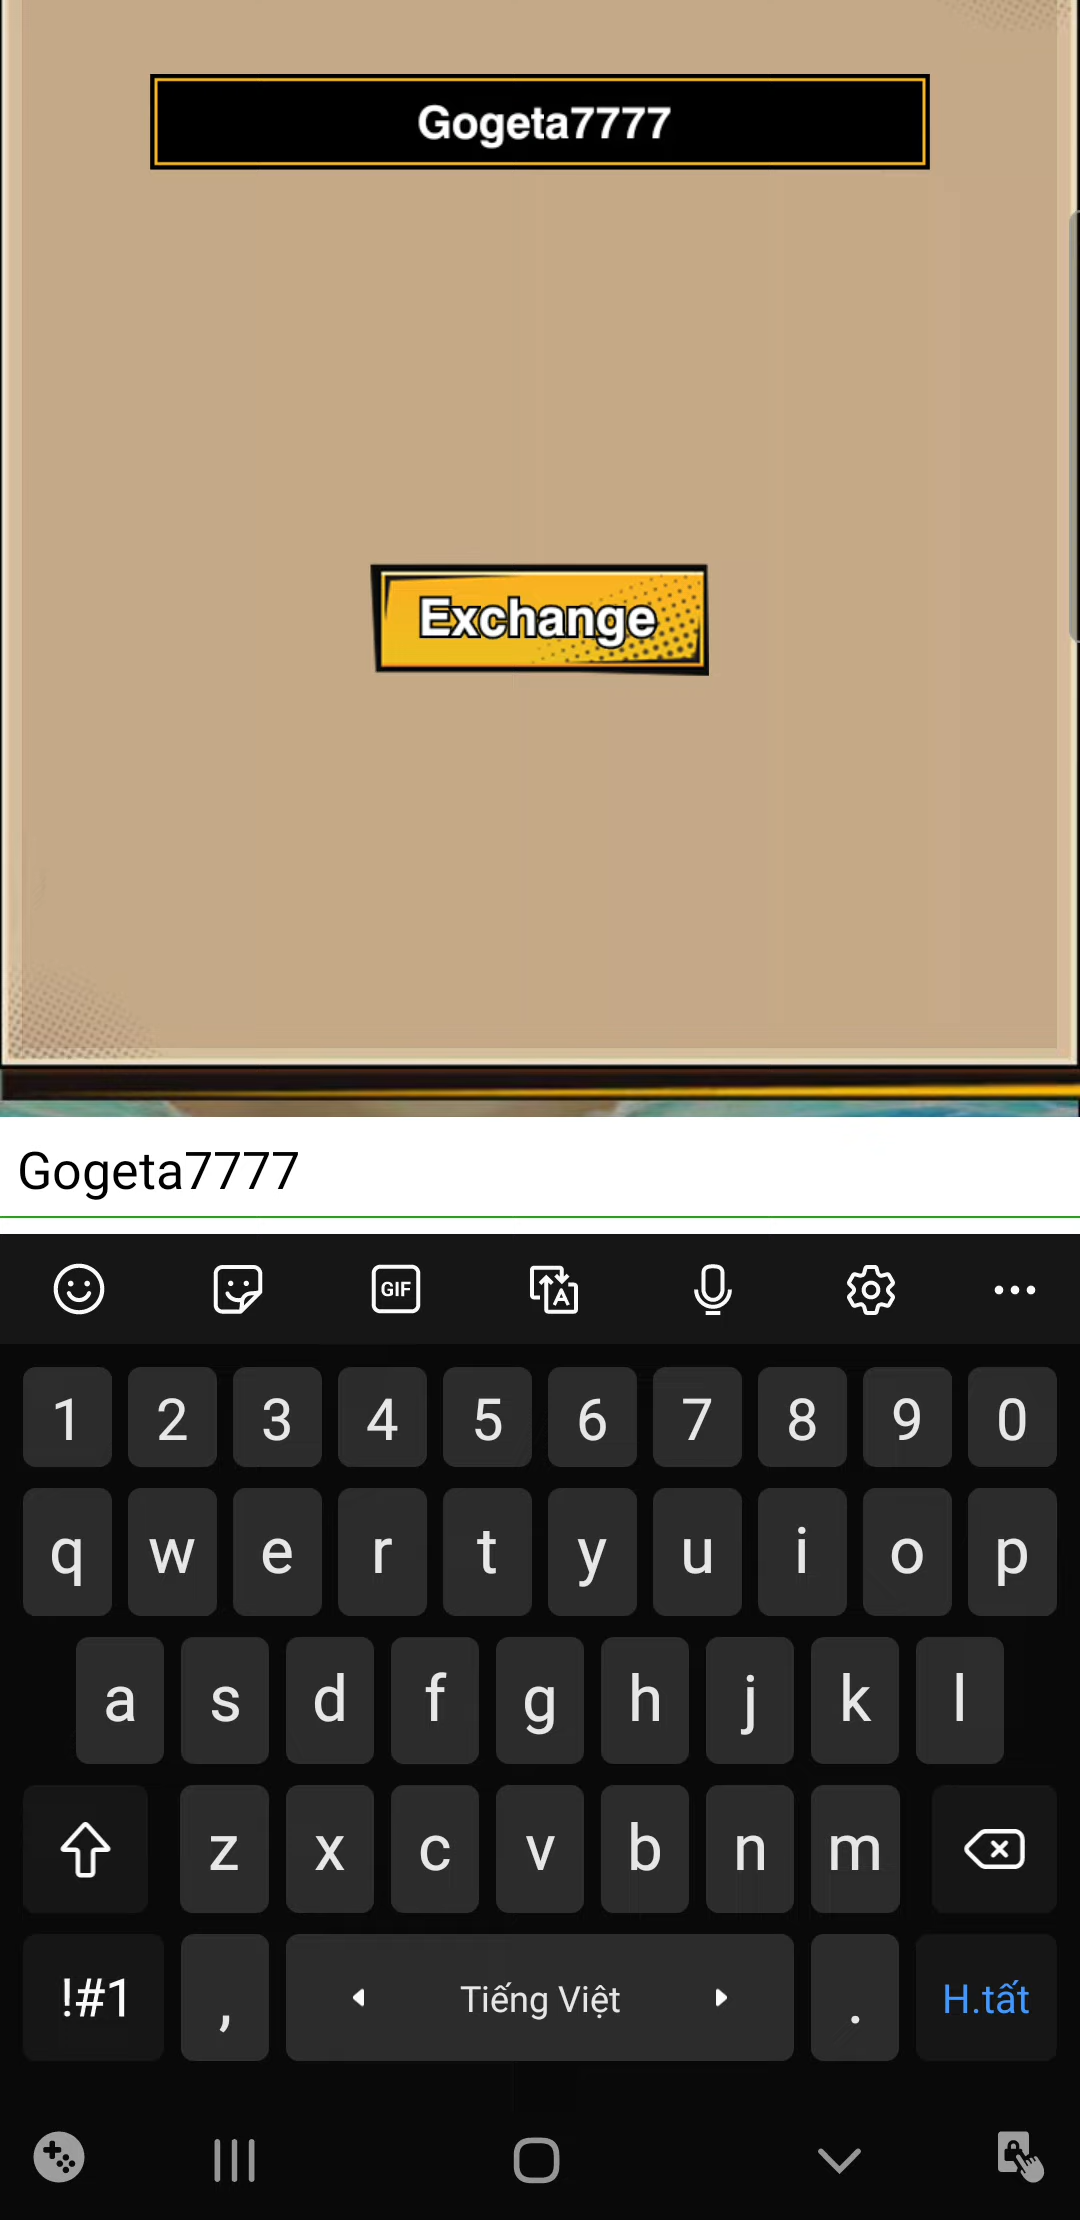 Gogeta7777
Exchange
Gogeta7777
GIF
1 2 3 4 5 6 7 8 9 0
q w e r t y u i o p
a s d f g h j k l
z x c v b n m
!#1 , Tiếng Việt . H.tất